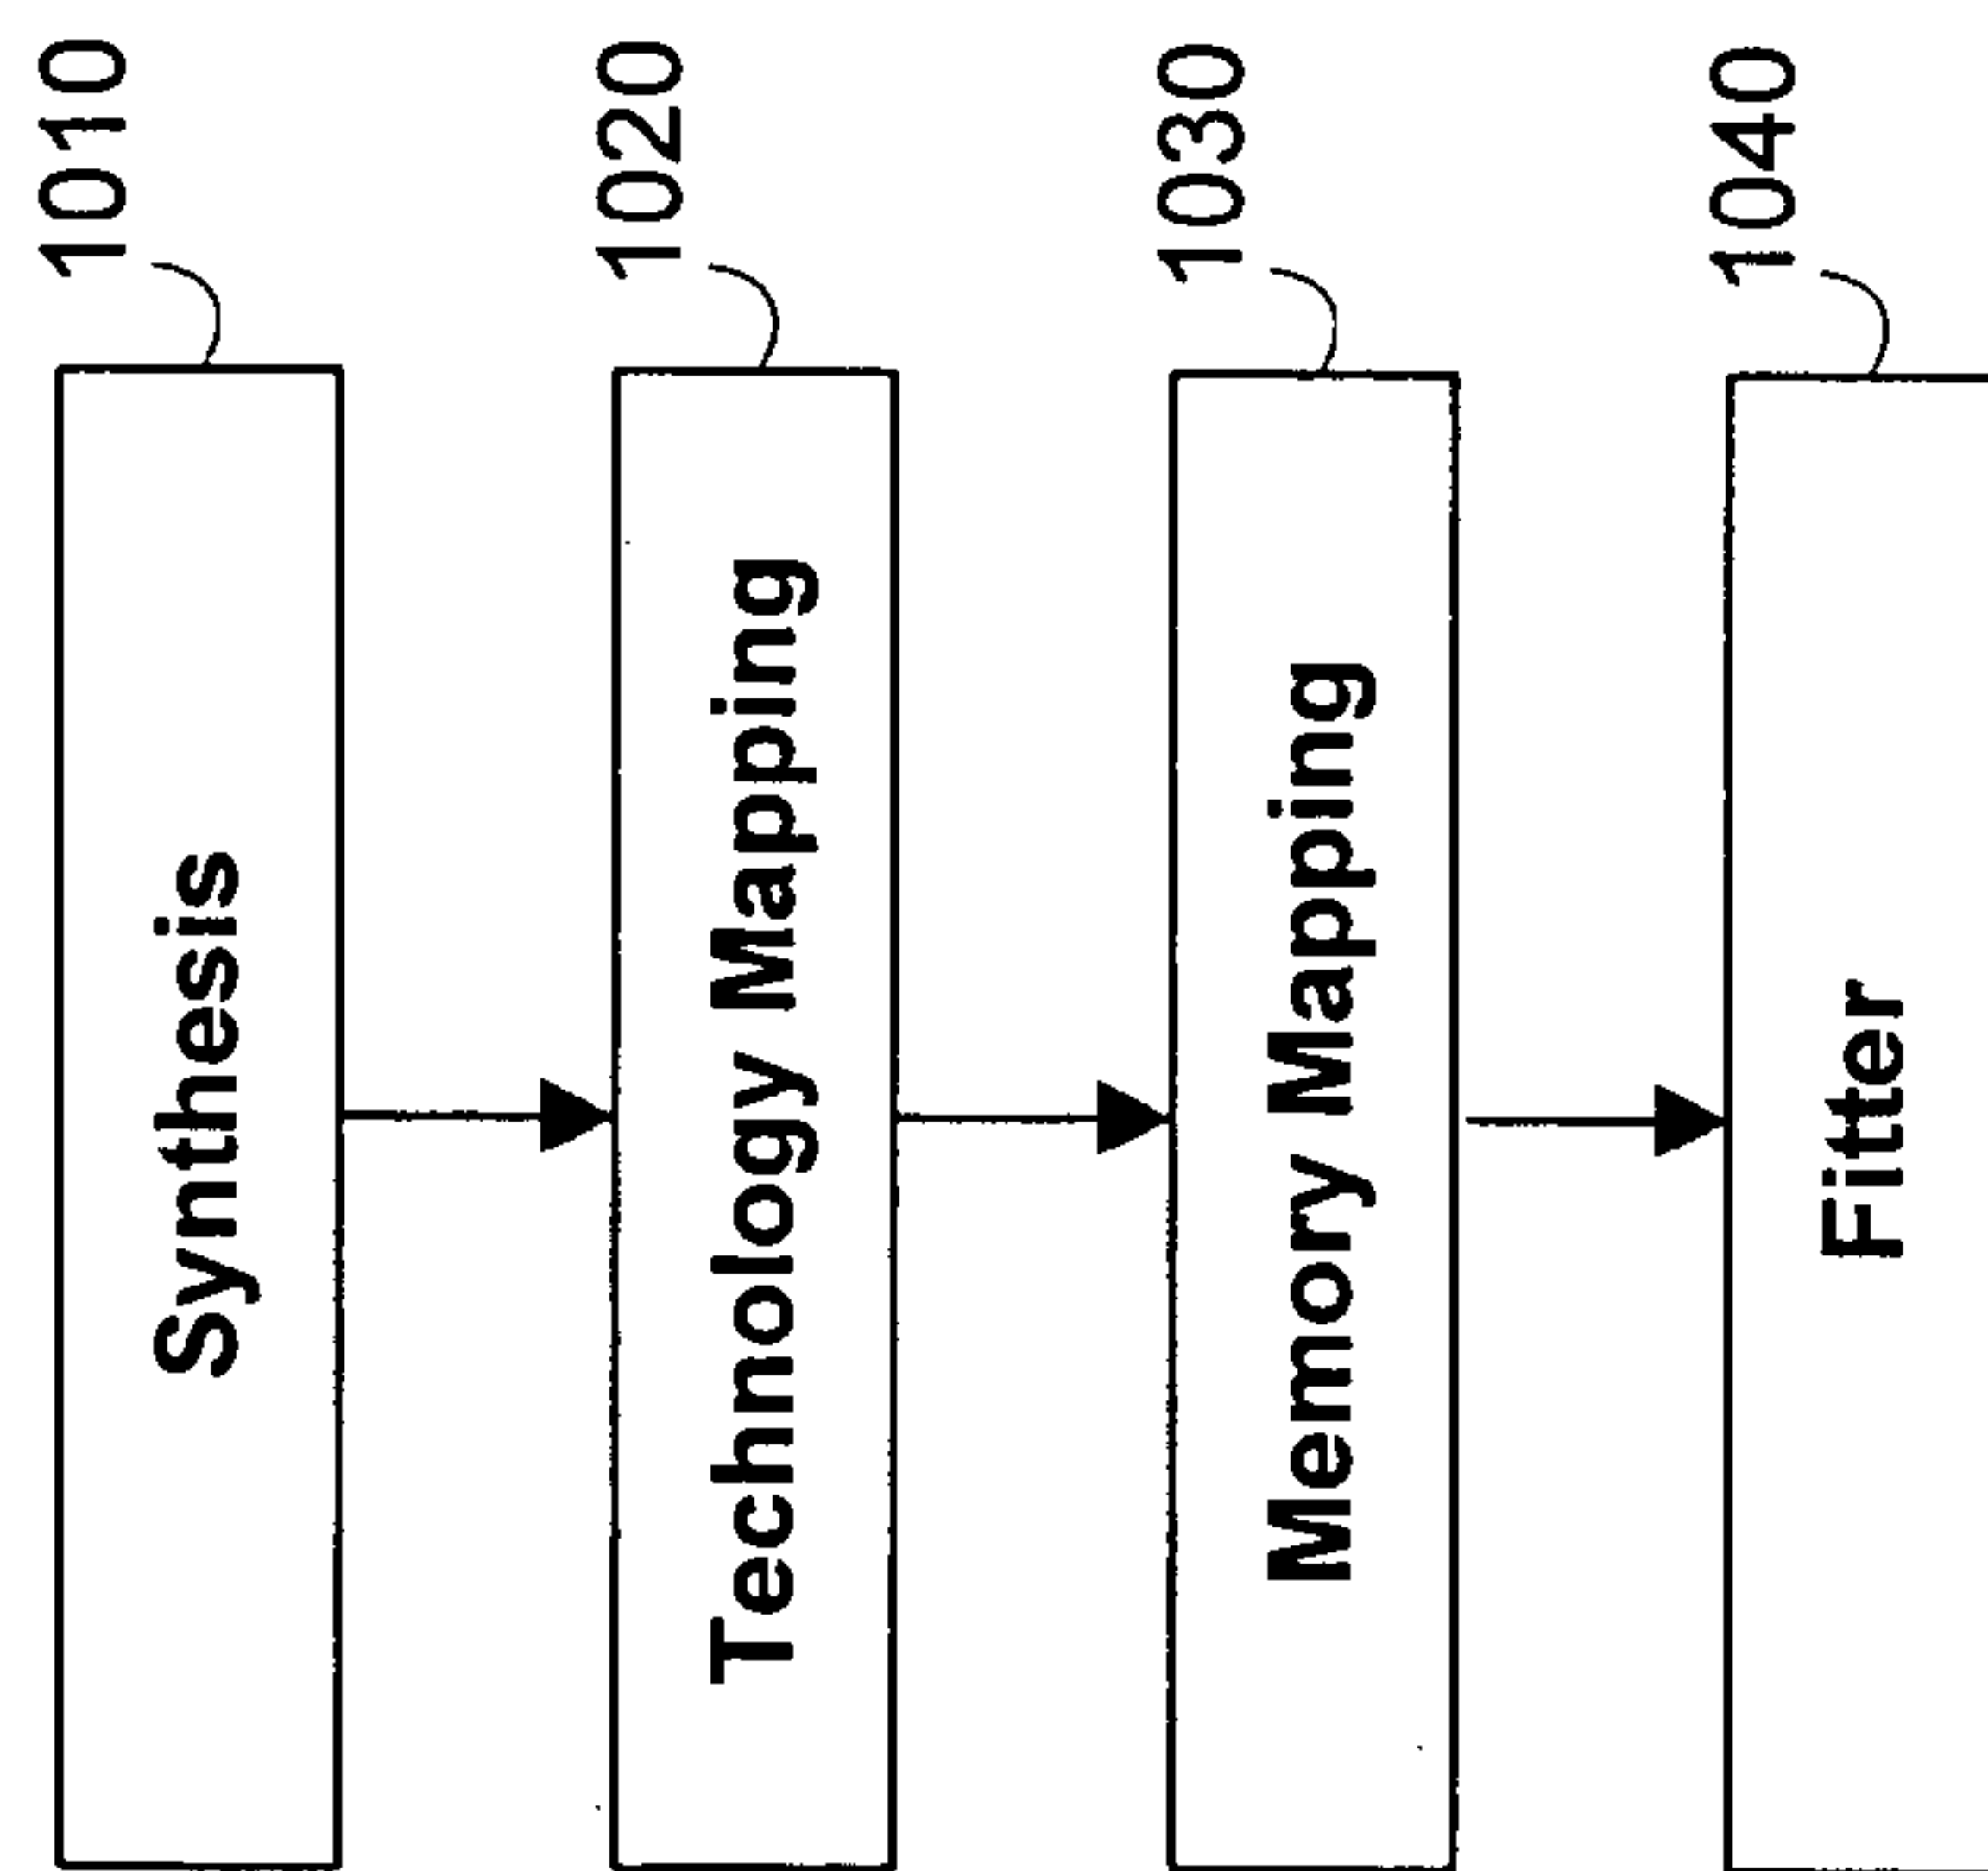 1010
Synthesis
1020
Technology Mapping
1030
Memory Mapping
1040
Fitter